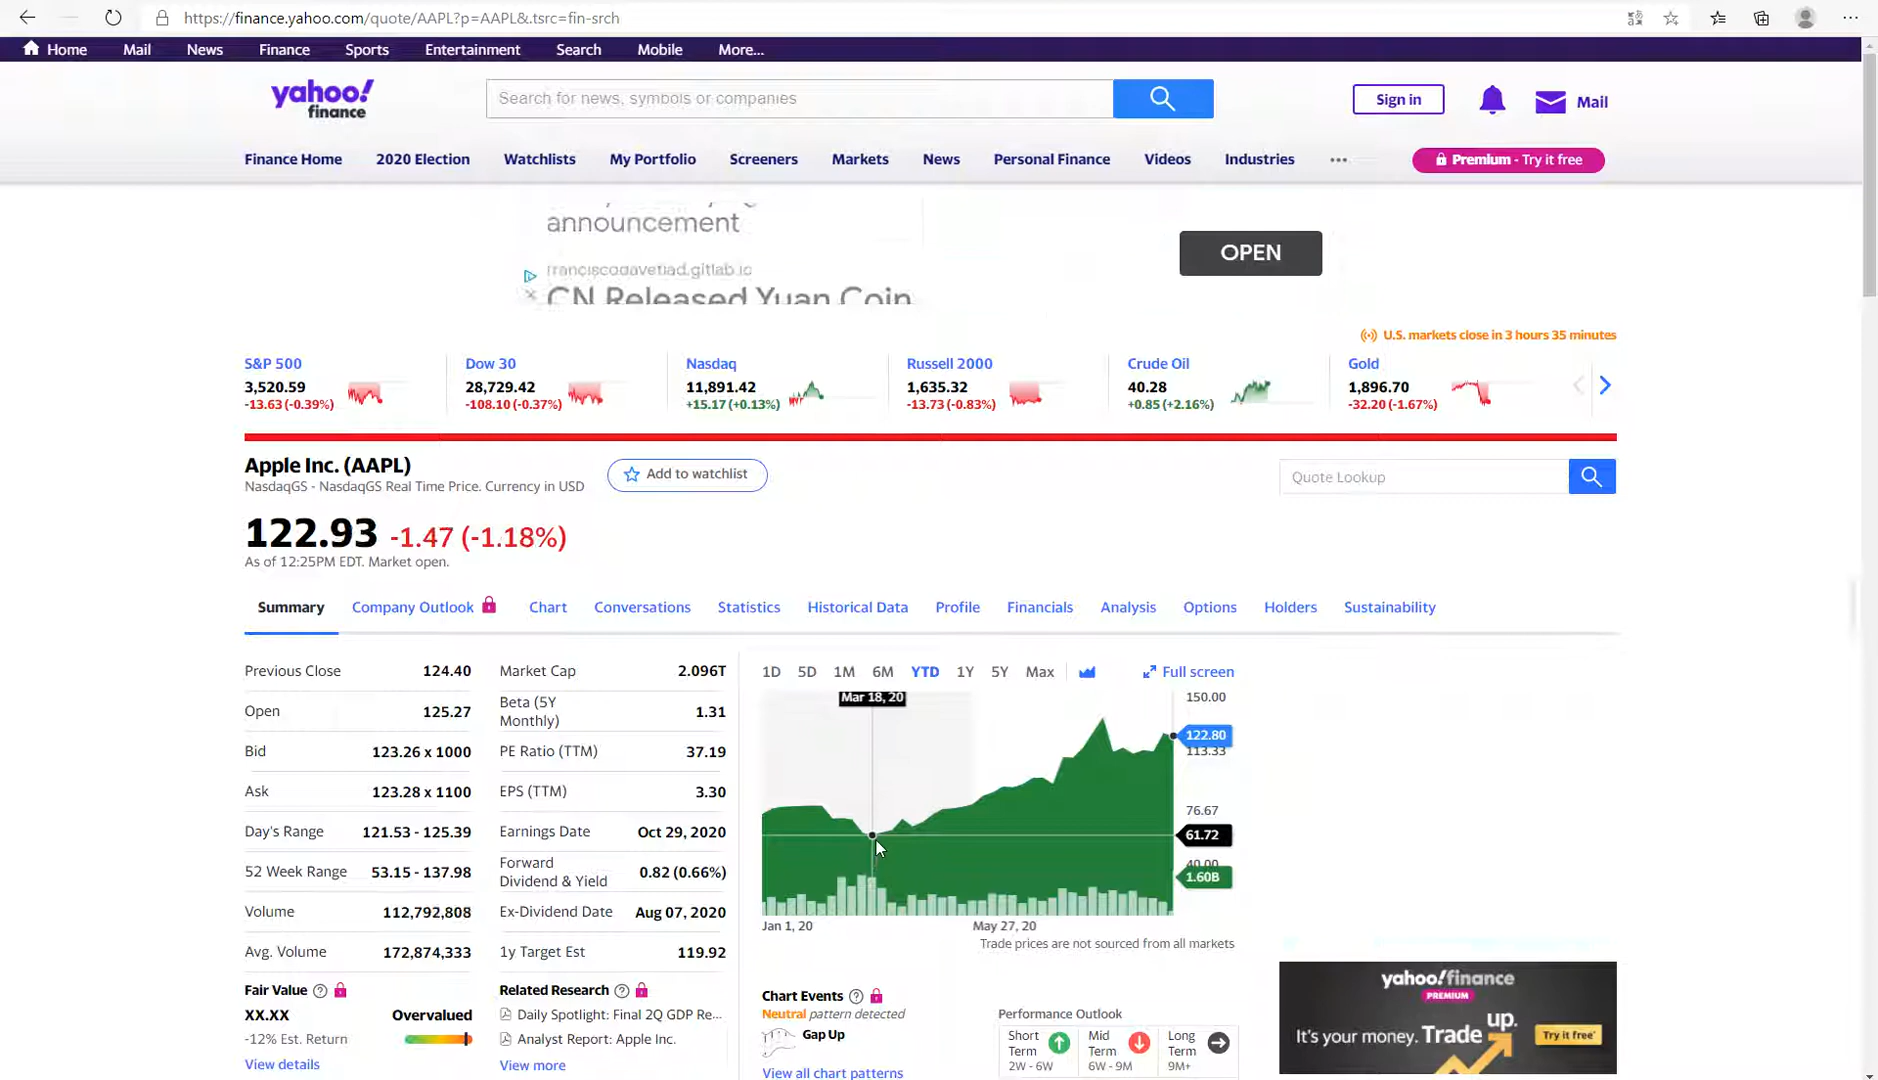 https://finance.yahoo.com/quote/AAPL?p=AAPL&.tsrc=fin-srch
Home Mail News Finance Sports Entertainment Search Mobile More...
yahoo! finance
Search for news, symbols or companies
Sign in
Mail
Finance Home 2020 Election Watchlists My Portfolio Screeners Markets News Personal Finance Videos Industries ••• Premium - Try it free
announcement
OPEN
CN Released Yuan Coin
U.S. markets close in 3 hours 35 minutes
S&P 500 Dow 30 Nasdaq Russell 2000 Crude Oil Gold
3,520.59 28,729.42 11,891.42 1,635.32 40.28 1,896.70
-13.63 (-0.39%) -108.10 (-0.37%) +15.17 (+0.13%) -13.73 (-0.83%) +0.85 (+2.16%) -32.20 (-1.67%)
Apple Inc. (AAPL)
NasdaqGS - NasdaqGS Real Time Price. Currency in USD
Add to watchlist
Quote Lookup
122.93 -1.47 (-1.18%)
As of 12:25PM EDT. Market open.
Summary Company Outlook Chart Conversations Statistics Historical Data Profile Financials Analysis Options Holders Sustainability
Previous Close 124.40
Open 125.27
Bid 123.26 x 1000
Ask 123.28 x 1100
Day's Range 121.53 - 125.39
52 Week Range 53.15 - 137.98
Volume 112,792,808
Avg. Volume 172,874,333
Market Cap 2.096T
Beta (5Y
Monthly) 1.31
PE Ratio (TTM) 37.19
EPS (TTM) 3.30
Earnings Date Oct 29, 2020
Forward
Dividend & Yield 0.82 (0.66%)
Ex-Dividend Date Aug 07, 2020
1y Target Est 119.92
1D 5D 1M 6M YTD 1Y 5Y Max Full screen
Mar 18, 20
150.00
122.80
113.33
76.67
61.72
40.00
1.60B
Jan 1, 20 May 27, 20
Trade prices are not sourced from all markets
Fair Value
XX.XX Overvalued
-12% Est. Return
View details
Related Research
Daily Spotlight: Final 2Q GDP Re...
Analyst Report: Apple Inc.
View more
Chart Events
Neutral pattern detected
Gap Up
View all chart patterns
Performance Outlook
Short
Term
2W - 6W
Mid
Term
6W - 9M
Long
Term
9M+
yahoo!finance
PREMIUM
It's your money. Trade up.
Try it free*